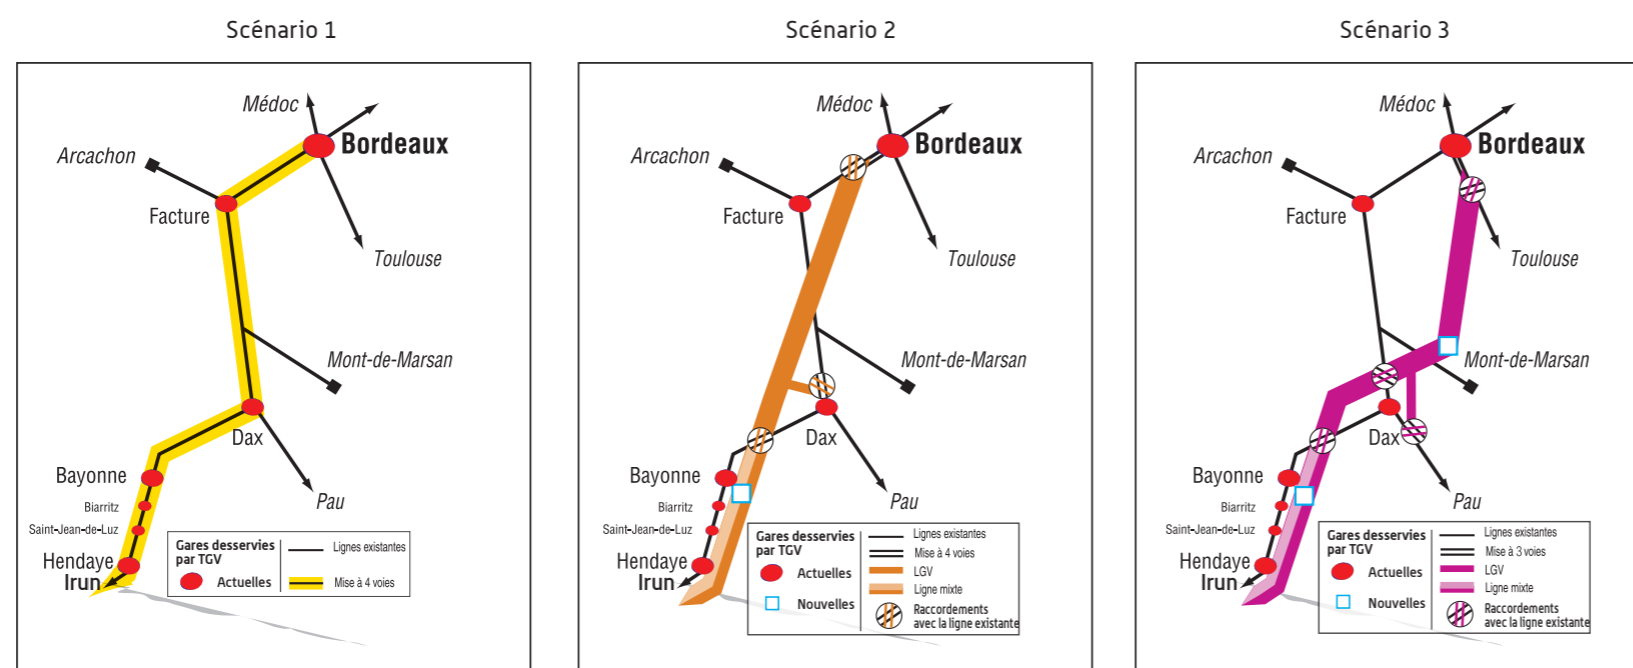 Scénario 1
Médoc
Bordeaux
Arcachon
Facture
Toulouse
Mont-de-Marsan
Dax
Bayonne
Pau
Biarritz
Saint-Jean-de-Luz
Hendaye
Irun
Gares desservies
par TGV
Actuelles
Lignes existantes
Mise à 4 voies
Scénario 2
Médoc
Bordeaux
Arcachon
Facture
Toulouse
Mont-de-Marsan
Dax
Bayonne
Pau
Biarritz
Saint-Jean-de-Luz
Hendaye
Irun
Gares desservies
par TGV
Actuelles
Nouvelles
Lignes existantes
Mise à 4 voies
LGV
Ligne mixte
Raccordements
avec la ligne existante
Scénario 3
Médoc
Bordeaux
Arcachon
Facture
Toulouse
Mont-de-Marsan
Dax
Bayonne
Pau
Biarritz
Saint-Jean-de-Luz
Hendaye
Irun
Gares desservies
par TGV
Actuelles
Nouvelles
Lignes existantes
Mise à 3 voies
LGV
Ligne mixte
Raccordements
avec la ligne existante